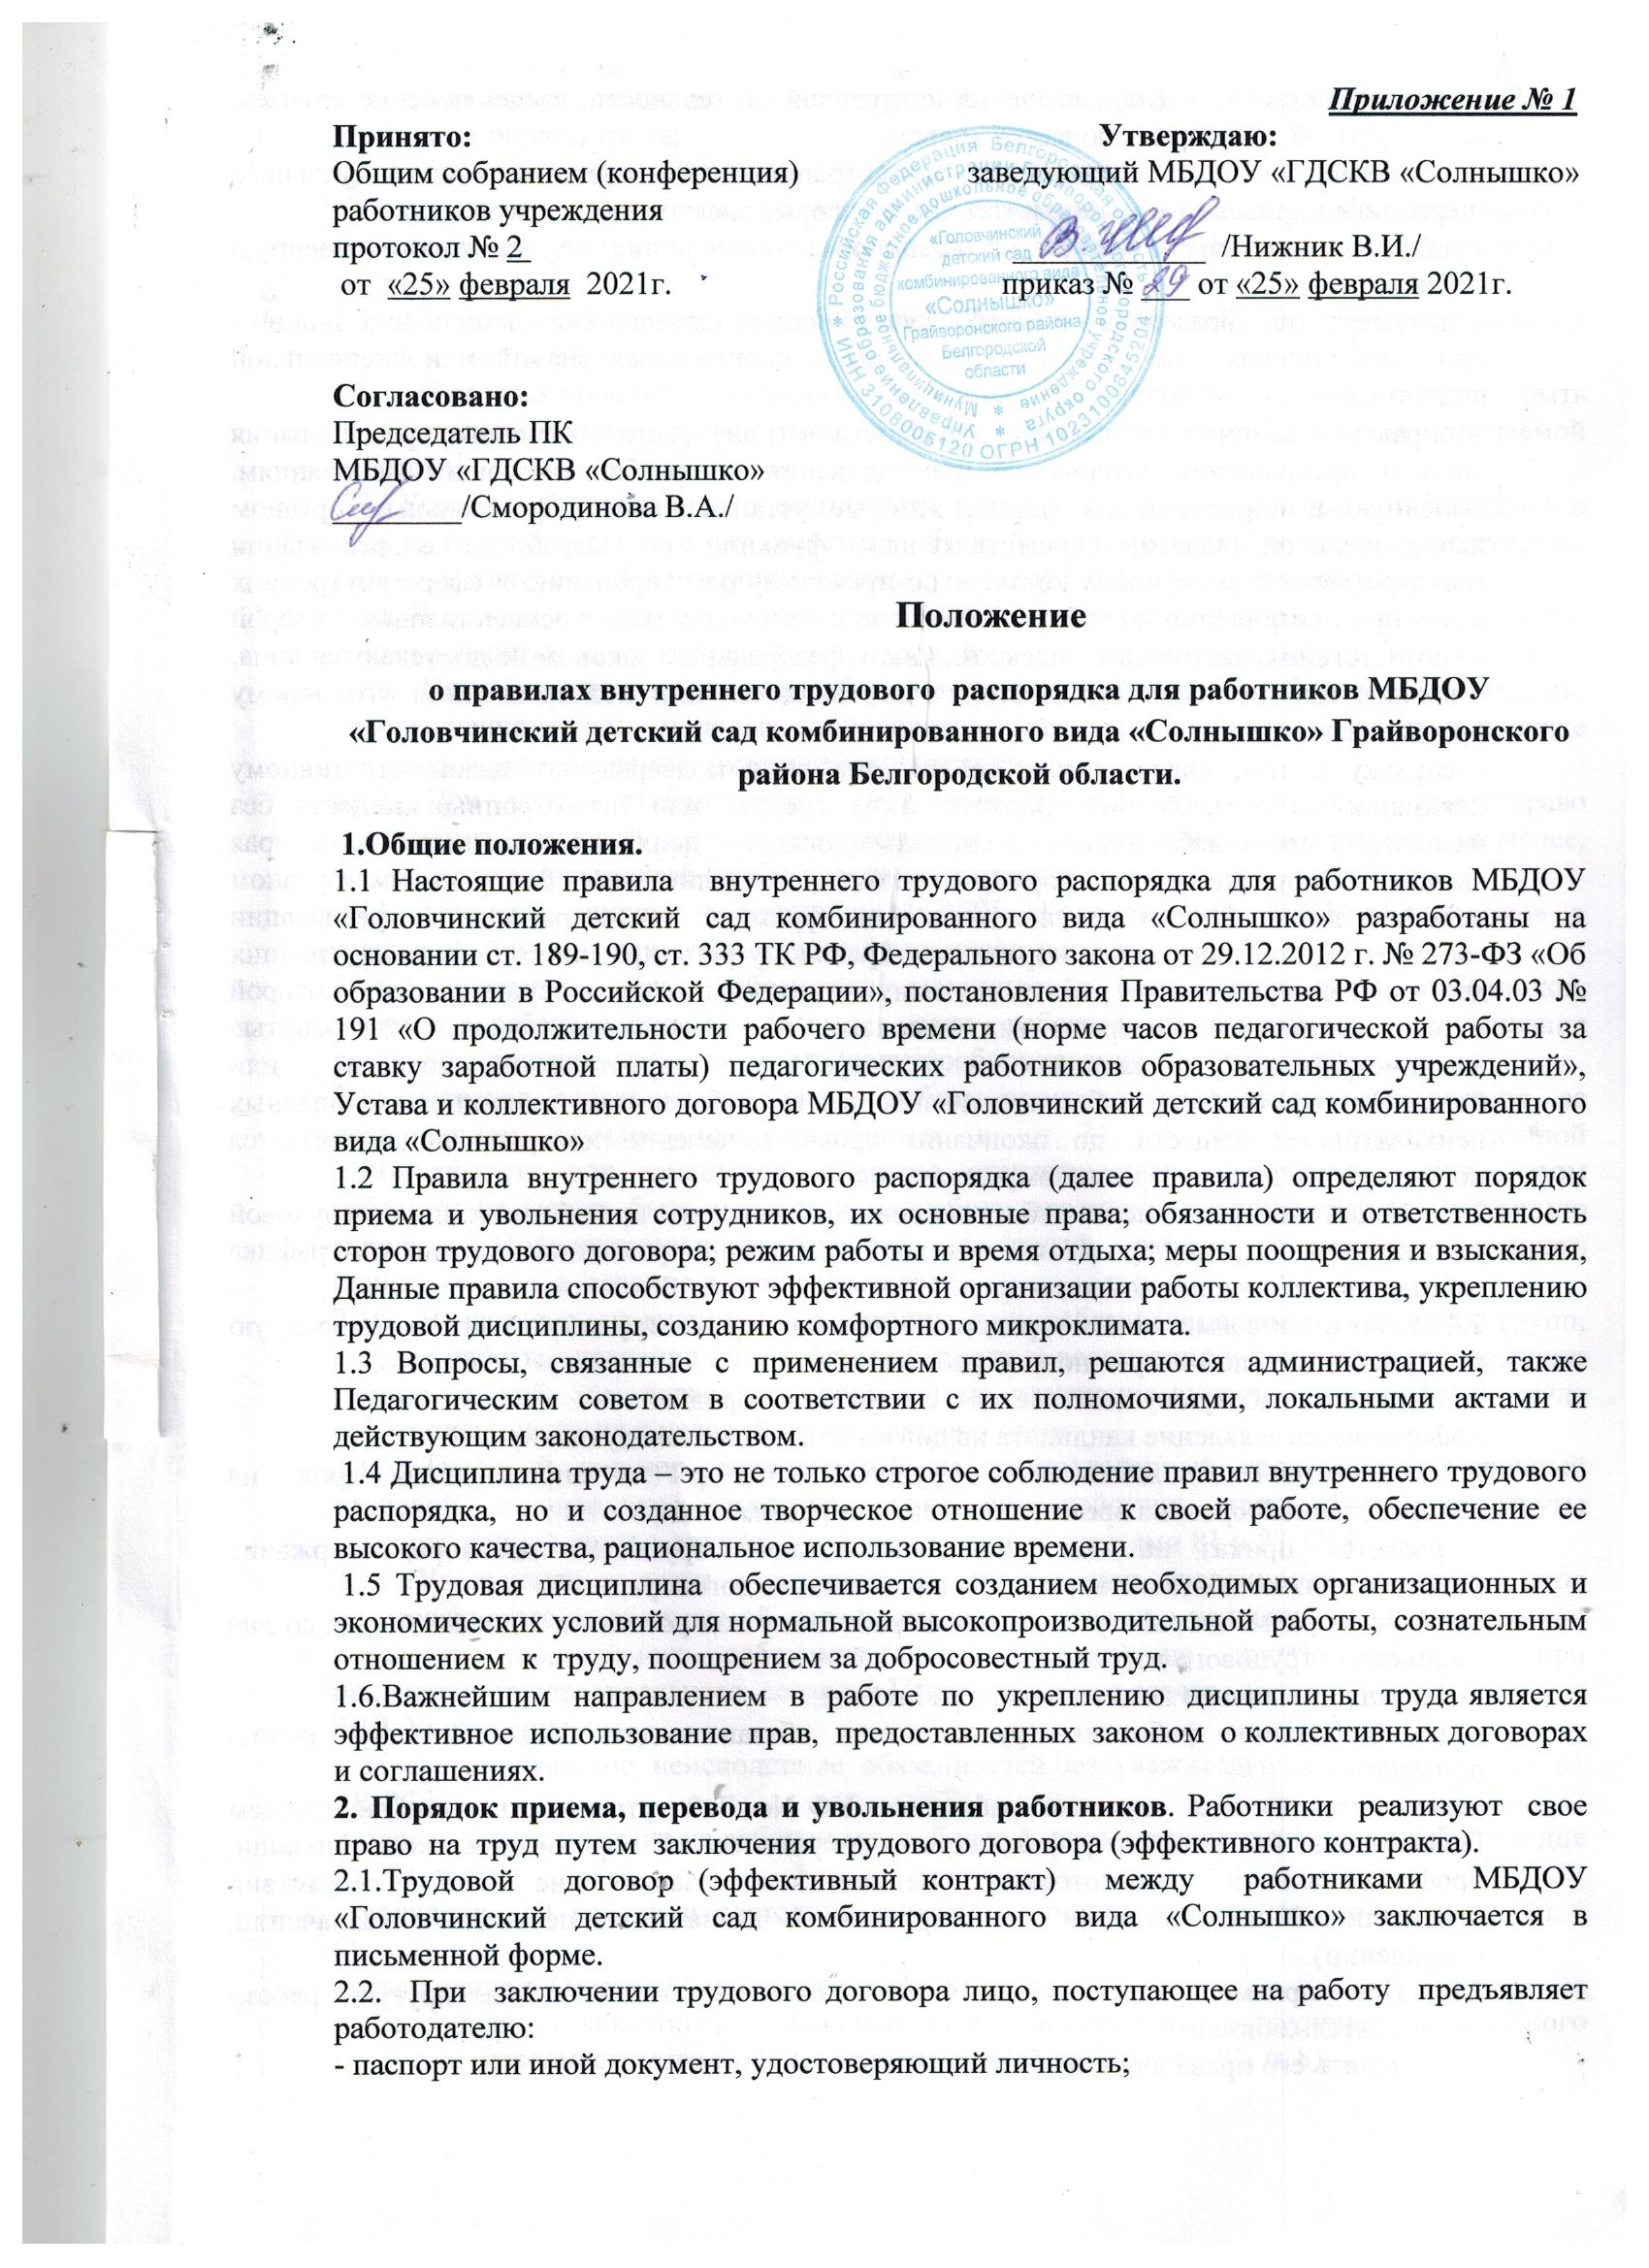 Приложение № 1
Принято:
Утверждаю:
Общим собранием (конференция)
заведующий МБДОУ «ГДСКВ «Солнышко»
работников учреждения
протокол № 2
/Нижник В.И./
от «25» февраля 2021г.
приказ № 29 от «25» февраля 2021г.
«Головчинский
детский сад
комбинированного вида
«Солнышко»
Грайворонского района
Белгородской
области
Согласовано:
Председатель ПК
МБДОУ «ГДСКВ «Солнышко»
/Смородинова В.А./
Положение
о правилах внутреннего трудового распорядка для работников МБДОУ
«Головчинский детский сад комбинированного вида «Солнышко» Грайворонского
района Белгородской области.
1.Общие положения.
1.1 Настоящие правила внутреннего трудового распорядка для работников МБДОУ
«Головчинский детский сад комбинированного вида «Солнышко» разработаны на
основании ст. 189-190, ст. 333 ТК РФ, Федерального закона от 29.12.2012 г. № 273-ФЗ «Об
образовании в Российской Федерации», постановления Правительства РФ от 03.04.03 №
191 «О продолжительности рабочего времени (норме часов педагогической работы за
ставку заработной платы) педагогических работников образовательных учреждений»,
Устава и коллективного договора МБДОУ «Головчинский детский сад комбинированного
вида «Солнышко»
1.2 Правила внутреннего трудового распорядка (далее правила) определяют порядок
приема и увольнения сотрудников, их основные права; обязанности и ответственность
сторон трудового договора; режим работы и время отдыха; меры поощрения и взыскания,
Данные правила способствуют эффективной организации работы коллектива, укреплению
трудовой дисциплины, созданию комфортного микроклимата.
1.3 Вопросы, связанные с применением правил, решаются администрацией, также
Педагогическим советом в соответствии с их полномочиями, локальными актами и
действующим законодательством.
1.4 Дисциплина труда – это не только строгое соблюдение правил внутреннего трудового
распорядка, но и созданное творческое отношение к своей работе, обеспечение ее
высокого качества, рациональное использование времени.
1.5 Трудовая дисциплина обеспечивается созданием необходимых организационных и
экономических условий для нормальной высокопроизводительной работы, сознательным
отношением к труду, поощрением за добросовестный труд.
1.6.Важнейшим направлением в работе по укреплению дисциплины труда является
эффективное использование прав, предоставленных законом о коллективных договорах
и соглашениях.
2. Порядок приема, перевода и увольнения работников. Работники реализуют свое
право на труд путем заключения трудового договора (эффективного контракта).
2.1.Трудовой договор (эффективный контракт) между работниками МБДОУ
«Головчинский детский сад комбинированного вида «Солнышко» заключается в
письменной форме.
2.2. При заключении трудового договора лицо, поступающее на работу предъявляет
работодателю:
- паспорт или иной документ, удостоверяющий личность;